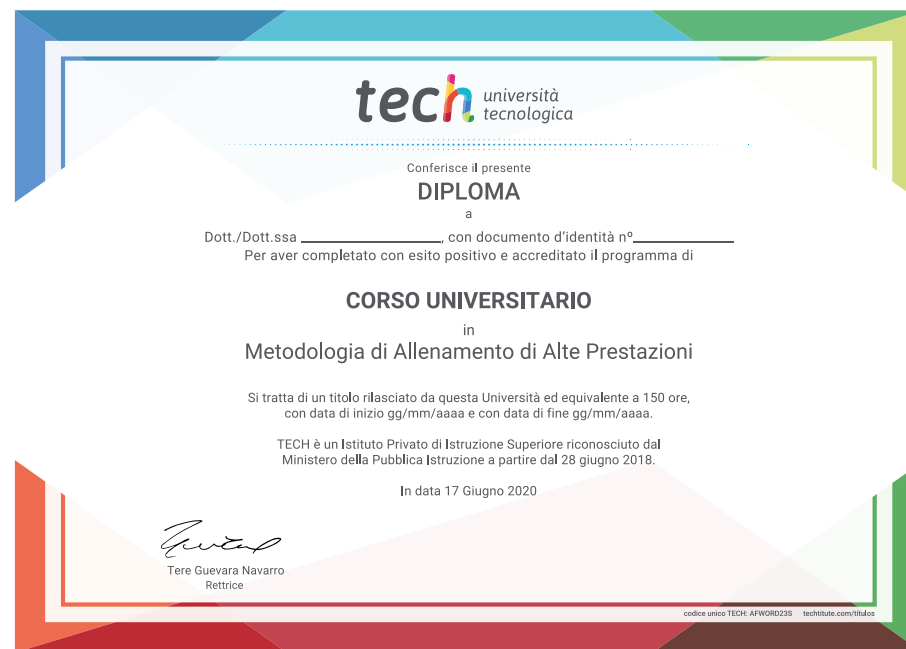 tech università
tecnologica
Conferisce il presente
DIPLOMA
a
Dott./Dott.ssa ____________________, con documento d'identità nº______________
Per aver completato con esito positivo e accreditato il programma di
CORSO UNIVERSITARIO
in
Metodologia di Allenamento di Alte Prestazioni
Si tratta di un titolo rilasciato da questa Università ed equivalente a 150 ore,
con data di inizio gg/mm/aaaa e con data di fine gg/mm/aaaa.
TECH è un Istituto Privato di Istruzione Superiore riconosciuto dal
Ministero della Pubblica Istruzione a partire dal 28 giugno 2018.
In data 17 Giugno 2020
Tere Guevara Navarro
Rettrice
codice unico TECH: AFWORD23S techtitute.com/titulos